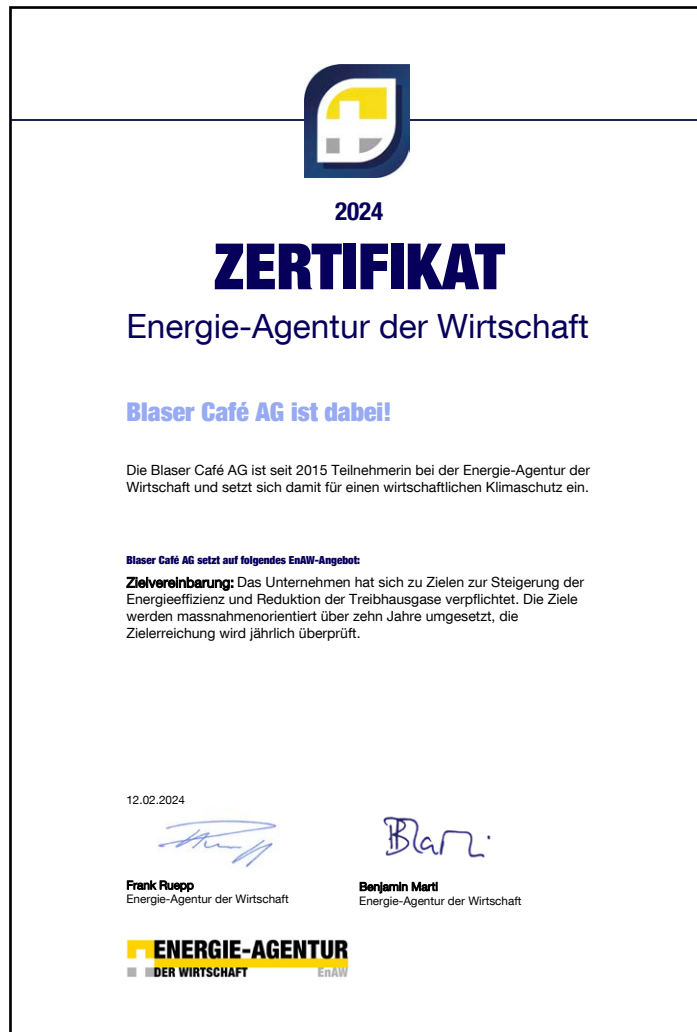 2024
ZERTIFIKAT
Energie-Agentur der Wirtschaft
Blaser Café AG ist dabei!
Die Blaser Café AG ist seit 2015 Teilnehmerin bei der Energie-Agentur der
Wirtschaft und setzt sich damit für einen wirtschaftlichen Klimaschutz ein.
Blaser Café AG setzt auf folgendes EnAW-Angebot:
Zielvereinbarung: Das Unternehmen hat sich zu Zielen zur Steigerung der
Energieeffizienz und Reduktion der Treibhausgase verpflichtet. Die Ziele
werden massnahmenorientiert über zehn Jahre umgesetzt, die
Zielerreichung wird jährlich überprüft.
12.02.2024
Frank Ruepp
Energie-Agentur der Wirtschaft
Benjamin Marti
Energie-Agentur der Wirtschaft
ENERGIE-AGENTUR
DER WIRTSCHAFT EnAW